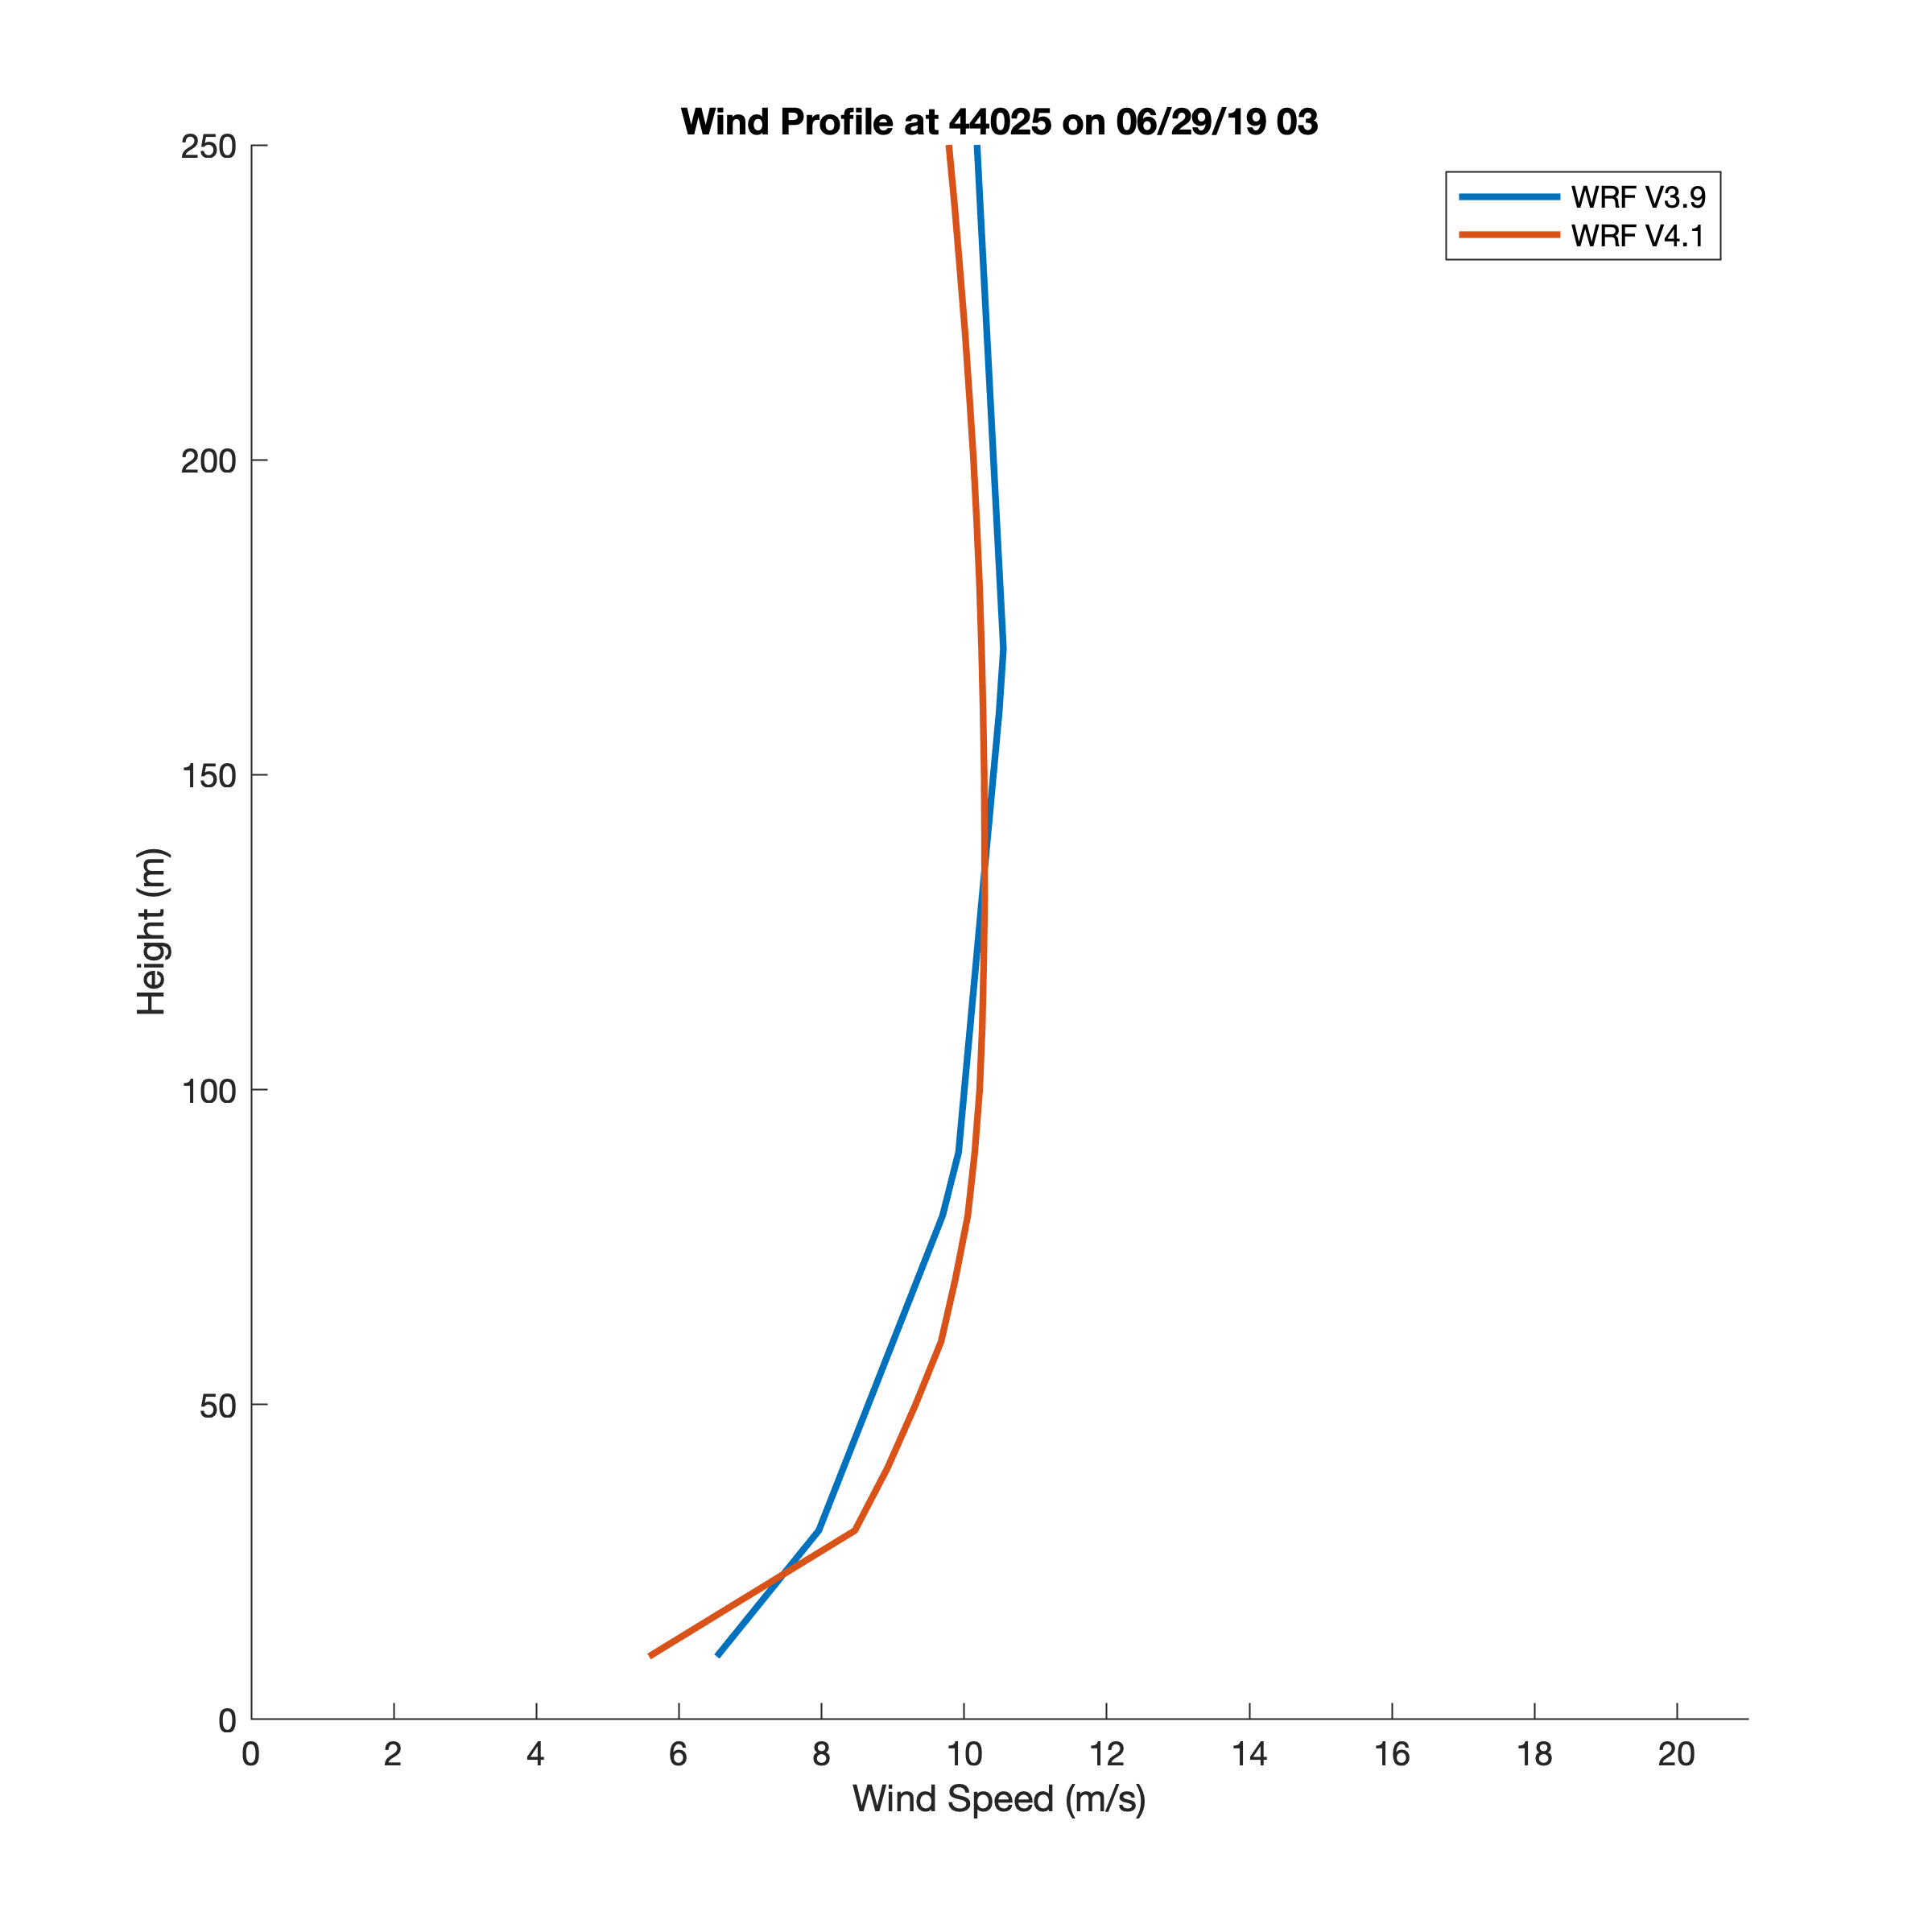 Wind Profile at 44025 on 06/29/19 03
250
200
150
100
50
0
Height (m)
WRF V3.9
WRF V4.1
0 2 4 6 8 10 12 14 16 18 20
Wind Speed (m/s)